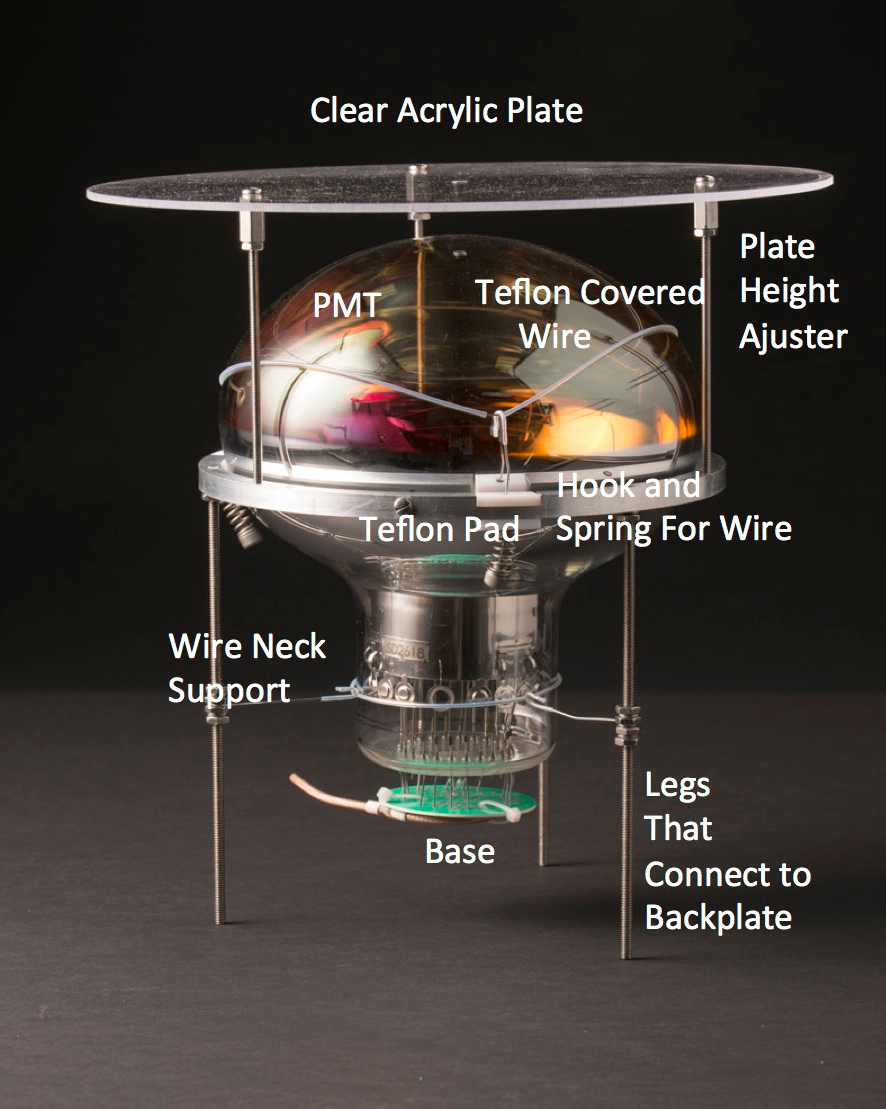 Clear Acrylic Plate
Plate
Height
Ajuster
PMT
Teflon Covered
Wire
Hook and
Spring For Wire
Teflon Pad
Wire Neck
Support
Legs
That
Connect to
Backplate
Base